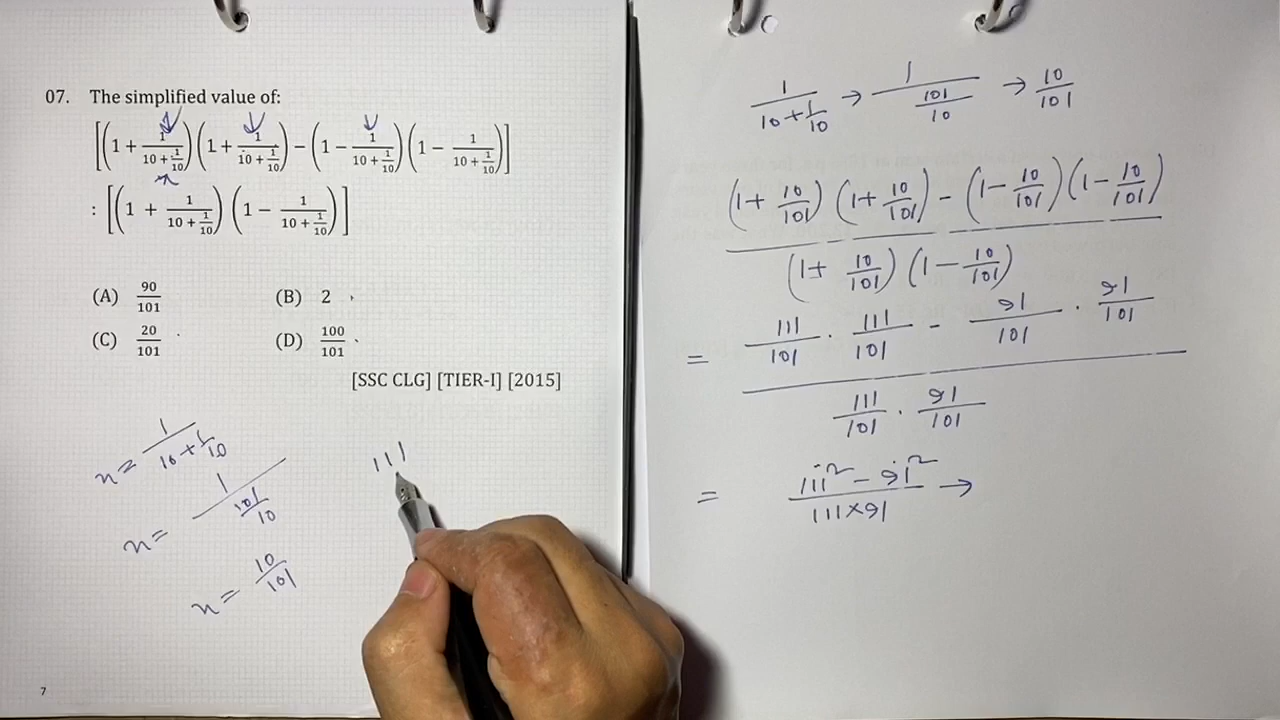 07. The simplified value of:
[(1 + 1/(10 + 1/10))(1 + 1/(10 + 1/10)) − (1 − 1/(10 + 1/10))(1 − 1/(10 + 1/10))]
: [(1 + 1/(10 + 1/10)) (1 − 1/(10 + 1/10))]
(A) 90/101 (B) 2
(C) 20/101 (D) 100/101
[SSC CLG] [TIER-I] [2015]
x = 1/(10 + 1/10)
x = 1/(101/10)
x = 10/101
111
7
1/(10 + 1/10) → 1/(101/10) → 10/101
((1 + 10/101) (1 + 10/101) − (1 − 10/101)(1 − 10/101)) / ((1 + 10/101) (1 − 10/101))
= (111/101 · 111/101 − 91/101 · 91/101) / (111/101 · 91/101)
= (111² − 91²) / (111×91) →